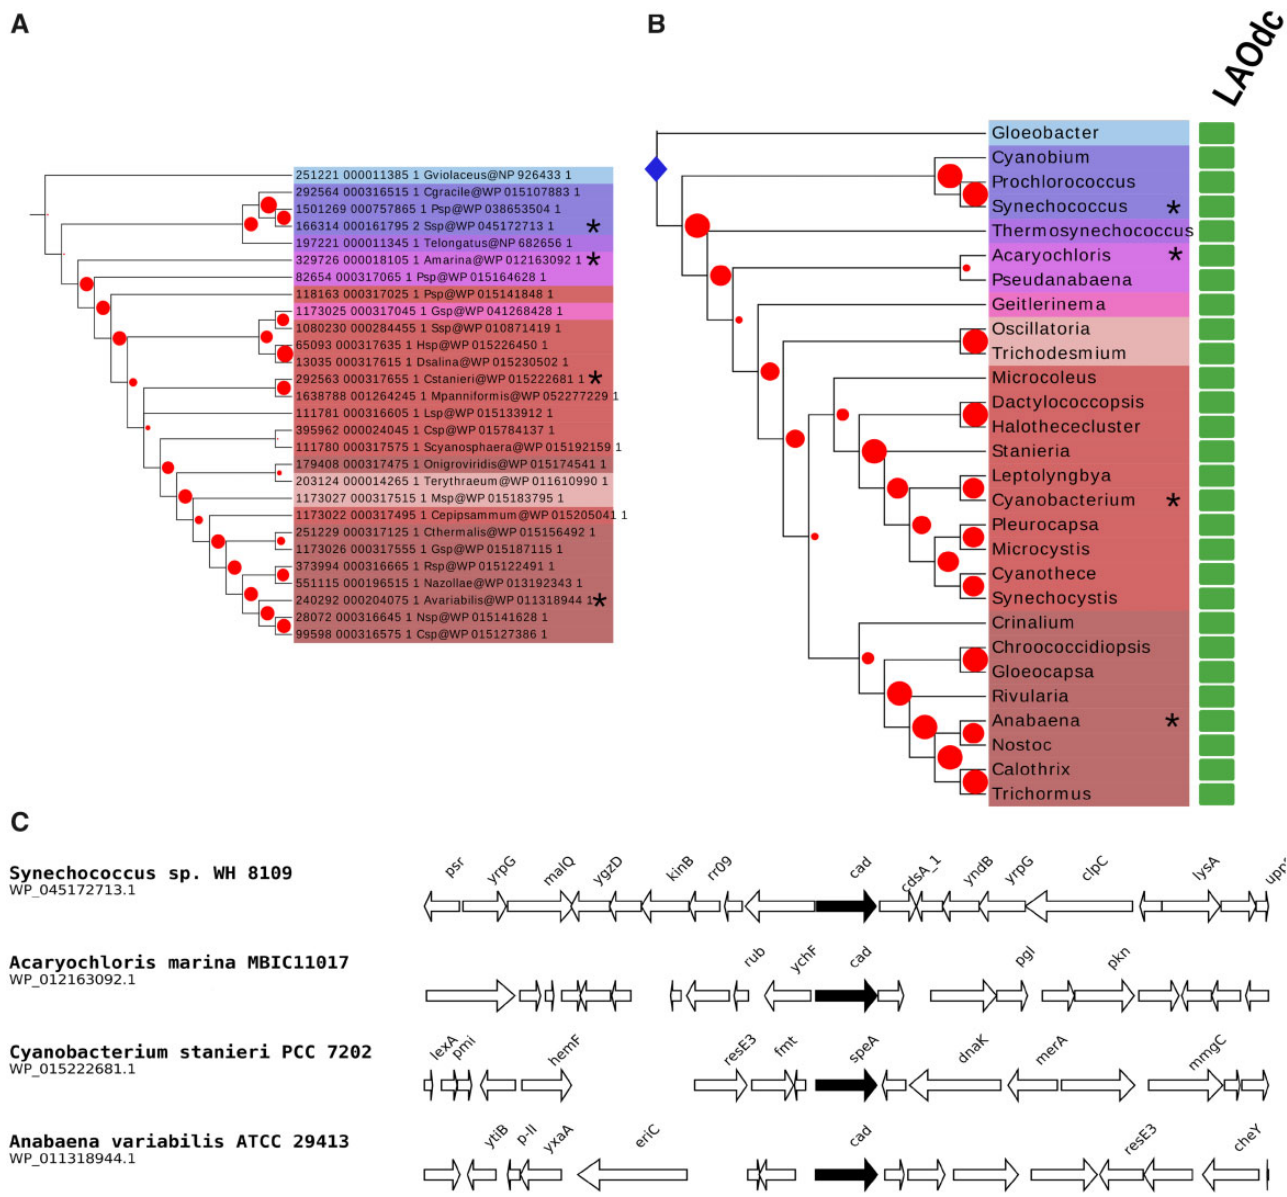 A
251221 000011385 1 Gviolaceus@NP 926433 1
292564 000316515 1 Cgracile@WP 015107883 1
1501269 000757865 1 Psp@WP 038653504 1
166314 000161795 2 Ssp@WP 045172713 1 *
197221 000011345 1 Telongatus@NP 682656 1
329726 000018105 1 Amarina@WP 012163092 1 *
82654 000317065 1 Psp@WP 015164628 1
118163 000317025 1 Psp@WP 015141848 1
1173025 000317045 1 Gsp@WP 041268428 1
1080230 000284455 1 Ssp@WP 010871419 1
65093 000317635 1 Hsp@WP 015226450 1
13035 000317615 1 Dsalina@WP 015230502 1
292563 000317655 1 Cstanieri@WP 015222681 1 *
1638788 001264245 1 Mpanniformis@WP 052277229 1
111781 000316605 1 Lsp@WP 015133912 1
395962 000024045 1 Csp@WP 015784137 1
111780 000317575 1 Scyanosphaera@WP 015192159 1
179408 000317475 1 Onigroviridis@WP 015174541 1
203124 000014265 1 Terythraeum@WP 011610990 1
1173027 000317515 1 Msp@WP 015183795 1
1173022 000317495 1 Cepipsammum@WP 015205041 1
251229 000317125 1 Cthermalis@WP 015156492 1
1173026 000317555 1 Gsp@WP 015187115 1
373994 000316665 1 Rsp@WP 015122491 1
551115 000196515 1 Nazollae@WP 013192343 1
240292 000204075 1 Avariabilis@WP 011318944 1 *
28072 000316645 1 Nsp@WP 015141628 1
99598 000316575 1 Csp@WP 015127386 1
B
LAOdc
Gloeobacter
Cyanobium
Prochlorococcus
Synechococcus *
Thermosynechococcus
Acaryochloris *
Pseudanabaena
Geitlerinema
Oscillatoria
Trichodesmium
Microcoleus
Dactylococcopsis
Halothececluster
Stanieria
Leptolyngbya
Cyanobacterium *
Pleurocapsa
Microcystis
Cyanothece
Synechocystis
Crinalium
Chroococcidiopsis
Gloeocapsa
Rivularia
Anabaena *
Nostoc
Calothrix
Trichormus
C
Synechococcus sp. WH 8109
WP_045172713.1
psr yrpG malQ ygzD kinB rr09 cad cdsA_1 yndB yrpG clpC lysA
Acaryochloris marina MBIC11017
WP_012163092.1
rub ychF cad pgl pkn
Cyanobacterium stanieri PCC 7202
WP_015222681.1
lexA pmi hemF resE3 fmt speA dnaK merA mmgC
Anabaena variabilis ATCC 29413
WP_011318944.1
ytlB p-II yxaA eriC cad resE3 cheY